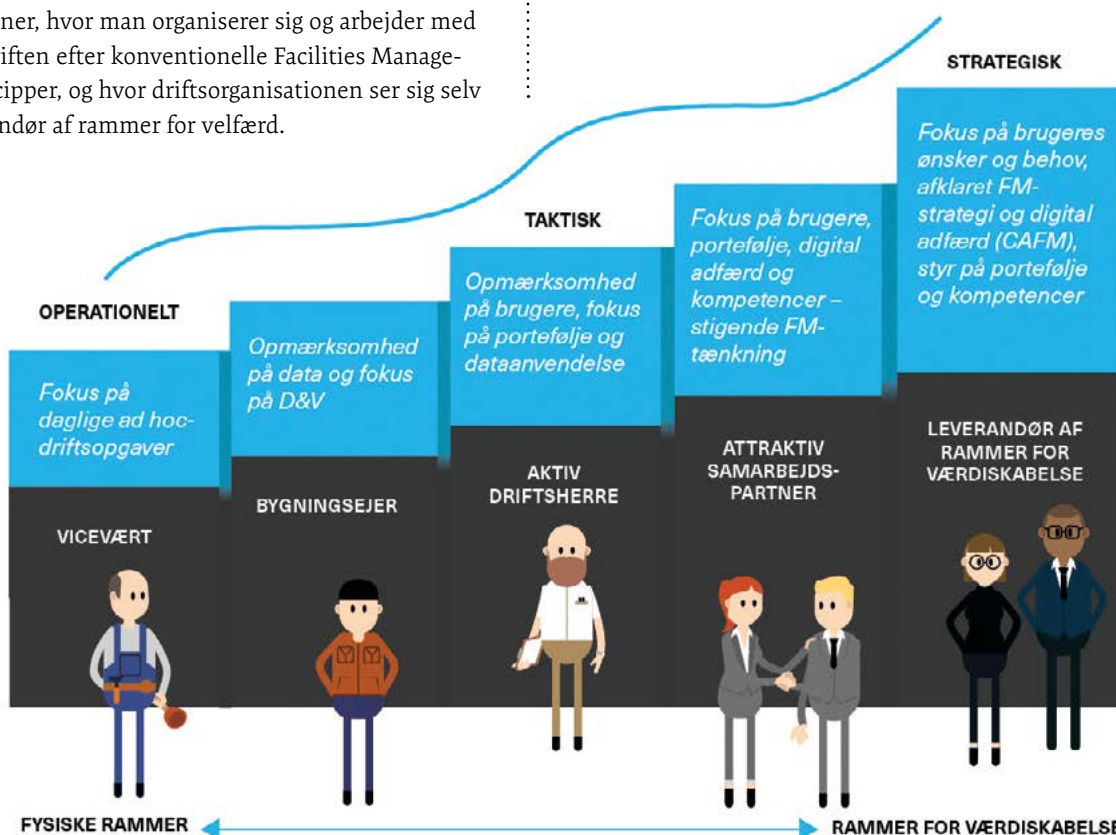 ner, hvor man organiserer sig og arbejder med
riften efter konventionelle Facilities Manage-
cipper, og hvor driftsorganisationen ser sig selv
ndør af rammer for velfærd.
STRATEGISK
Fokus på brugeres
ønsker og behov,
afklaret FM-
strategi og digital
adfærd (CAFM),
styr på portefølje
og kompetencer
TAKTISK
Fokus på brugere,
portefølje, digital
adfærd og
kompetencer –
stigende FM-
tænkning
Opmærksomhed
på brugere, fokus
på portefølje og
dataanvendelse
OPERATIONELT
Opmærksomhed
på data og fokus
på D&V
Fokus på
daglige ad hoc-
driftsopgaver
VICEVÆRT
BYGNINGSEJER
AKTIV
DRIFTSHERRE
ATTRAKTIV
SAMARBEJDS-
PARTNER
LEVERANDØR AF
RAMMER FOR
VÆRDISKABELSE
FYSISKE RAMMER
RAMMER FOR VÆRDISKABELSE